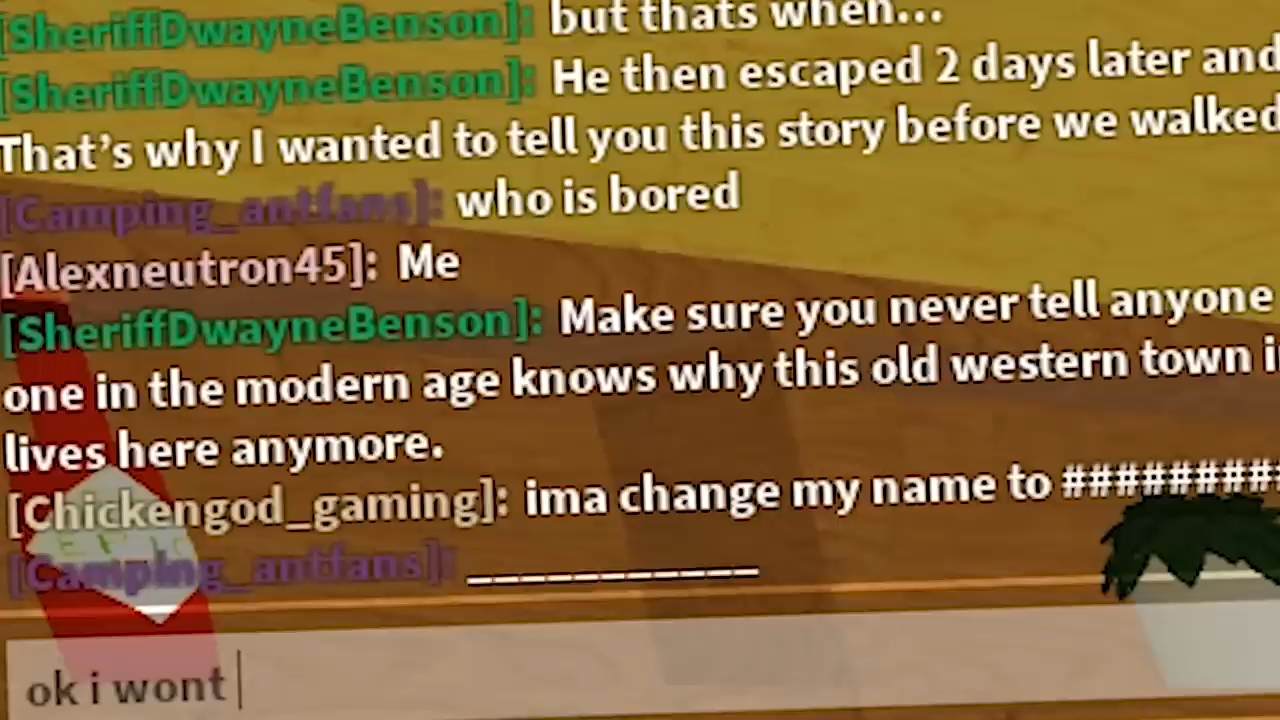 [SheriffDwayneBenson]: but thats when...
[SheriffDwayneBenson]: He then escaped 2 days later and
That's why I wanted to tell you this story before we walked
[Camping_antfans]: who is bored
[Alexneutron45]: Me
[SheriffDwayneBenson]: Make sure you never tell anyone
one in the modern age knows why this old western town
lives here anymore.
[Chickengod_gaming]: ima change my name to #########
[Camping_antfans]: ___________
ok i wont